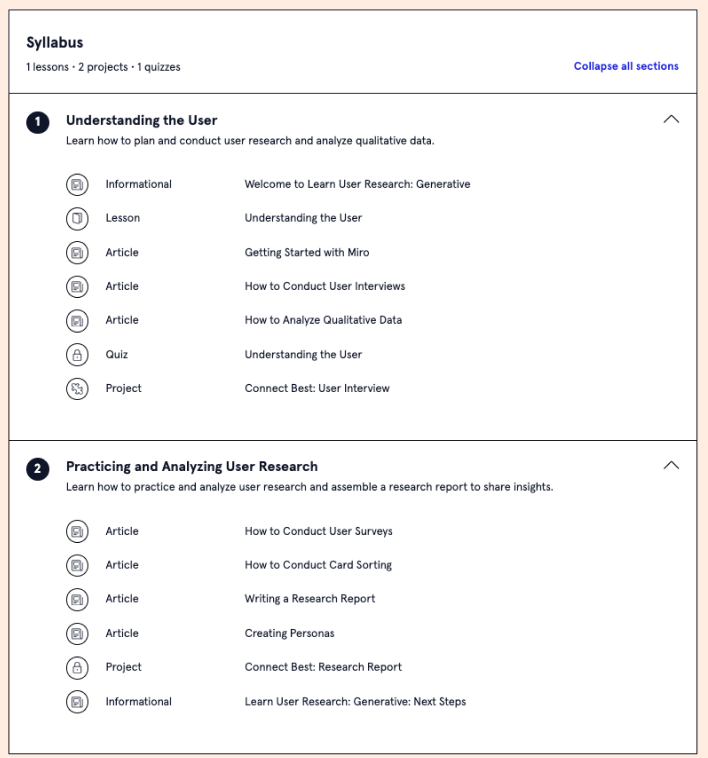 Syllabus
1 lessons · 2 projects · 1 quizzes
Collapse all sections
1 Understanding the User
Learn how to plan and conduct user research and analyze qualitative data.
Informational Welcome to Learn User Research: Generative
Lesson Understanding the User
Article Getting Started with Miro
Article How to Conduct User Interviews
Article How to Analyze Qualitative Data
Quiz Understanding the User
Project Connect Best: User Interview
2 Practicing and Analyzing User Research
Learn how to practice and analyze user research and assemble a research report to share insights.
Article How to Conduct User Surveys
Article How to Conduct Card Sorting
Article Writing a Research Report
Article Creating Personas
Project Connect Best: Research Report
Informational Learn User Research: Generative: Next Steps